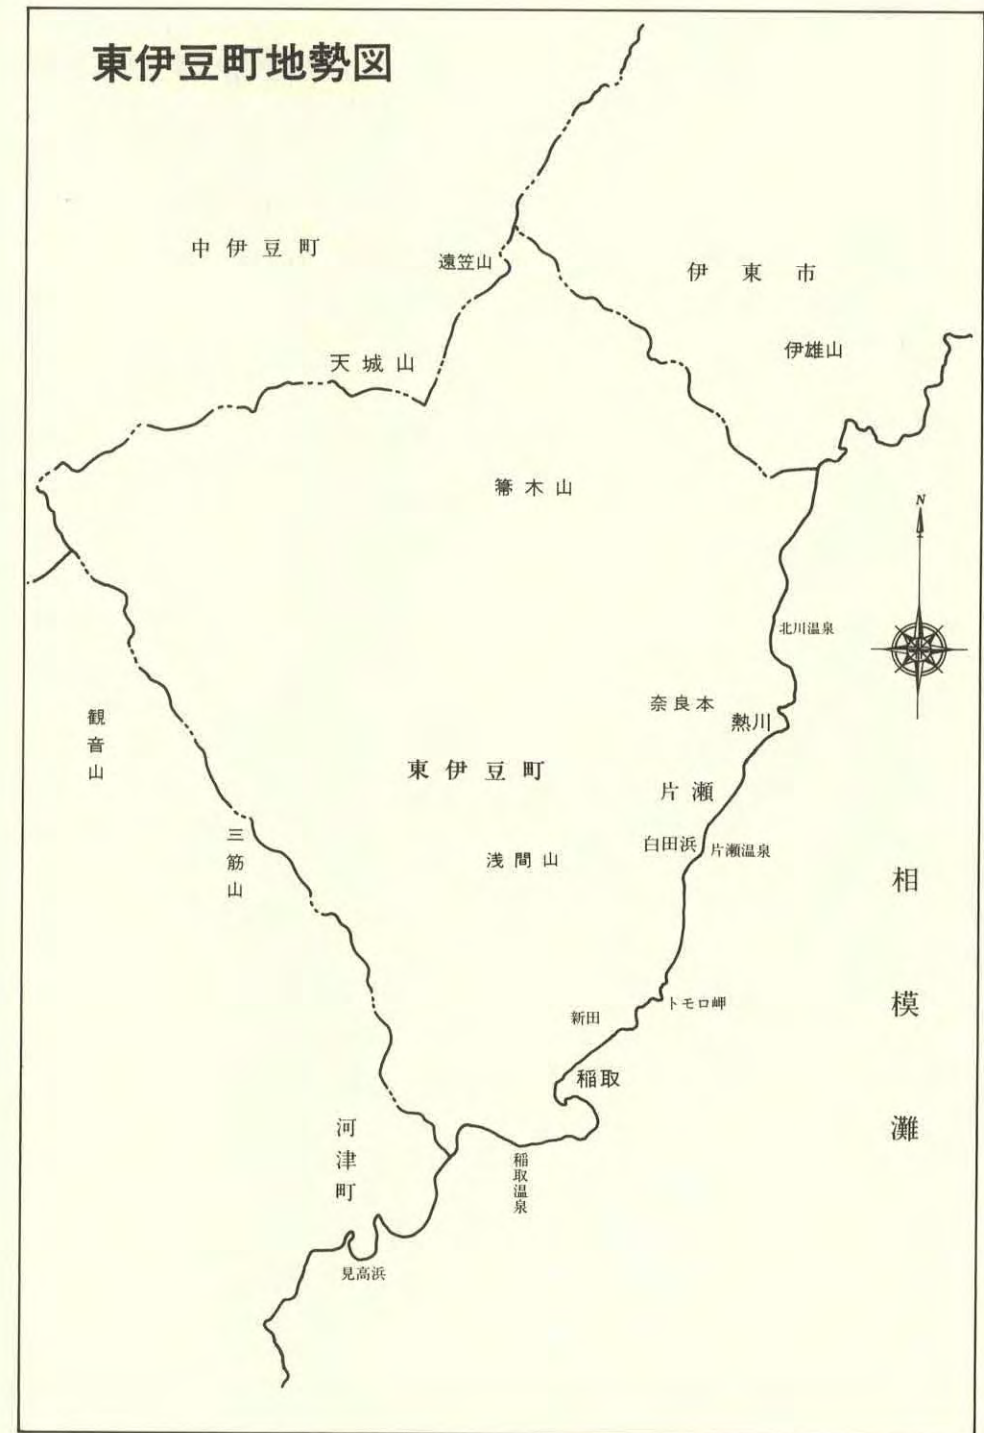 東伊豆町地勢図
中伊豆町
遠笠山
伊東市
天城山
伊雄山
箒木山
N
北川温泉
奈良本
熱川
観音山
東伊豆町
片瀬
三筋山
浅間山
白田浜
片瀬温泉
相模灘
トモロ岬
新田
稲取
河津町
稲取温泉
見高浜